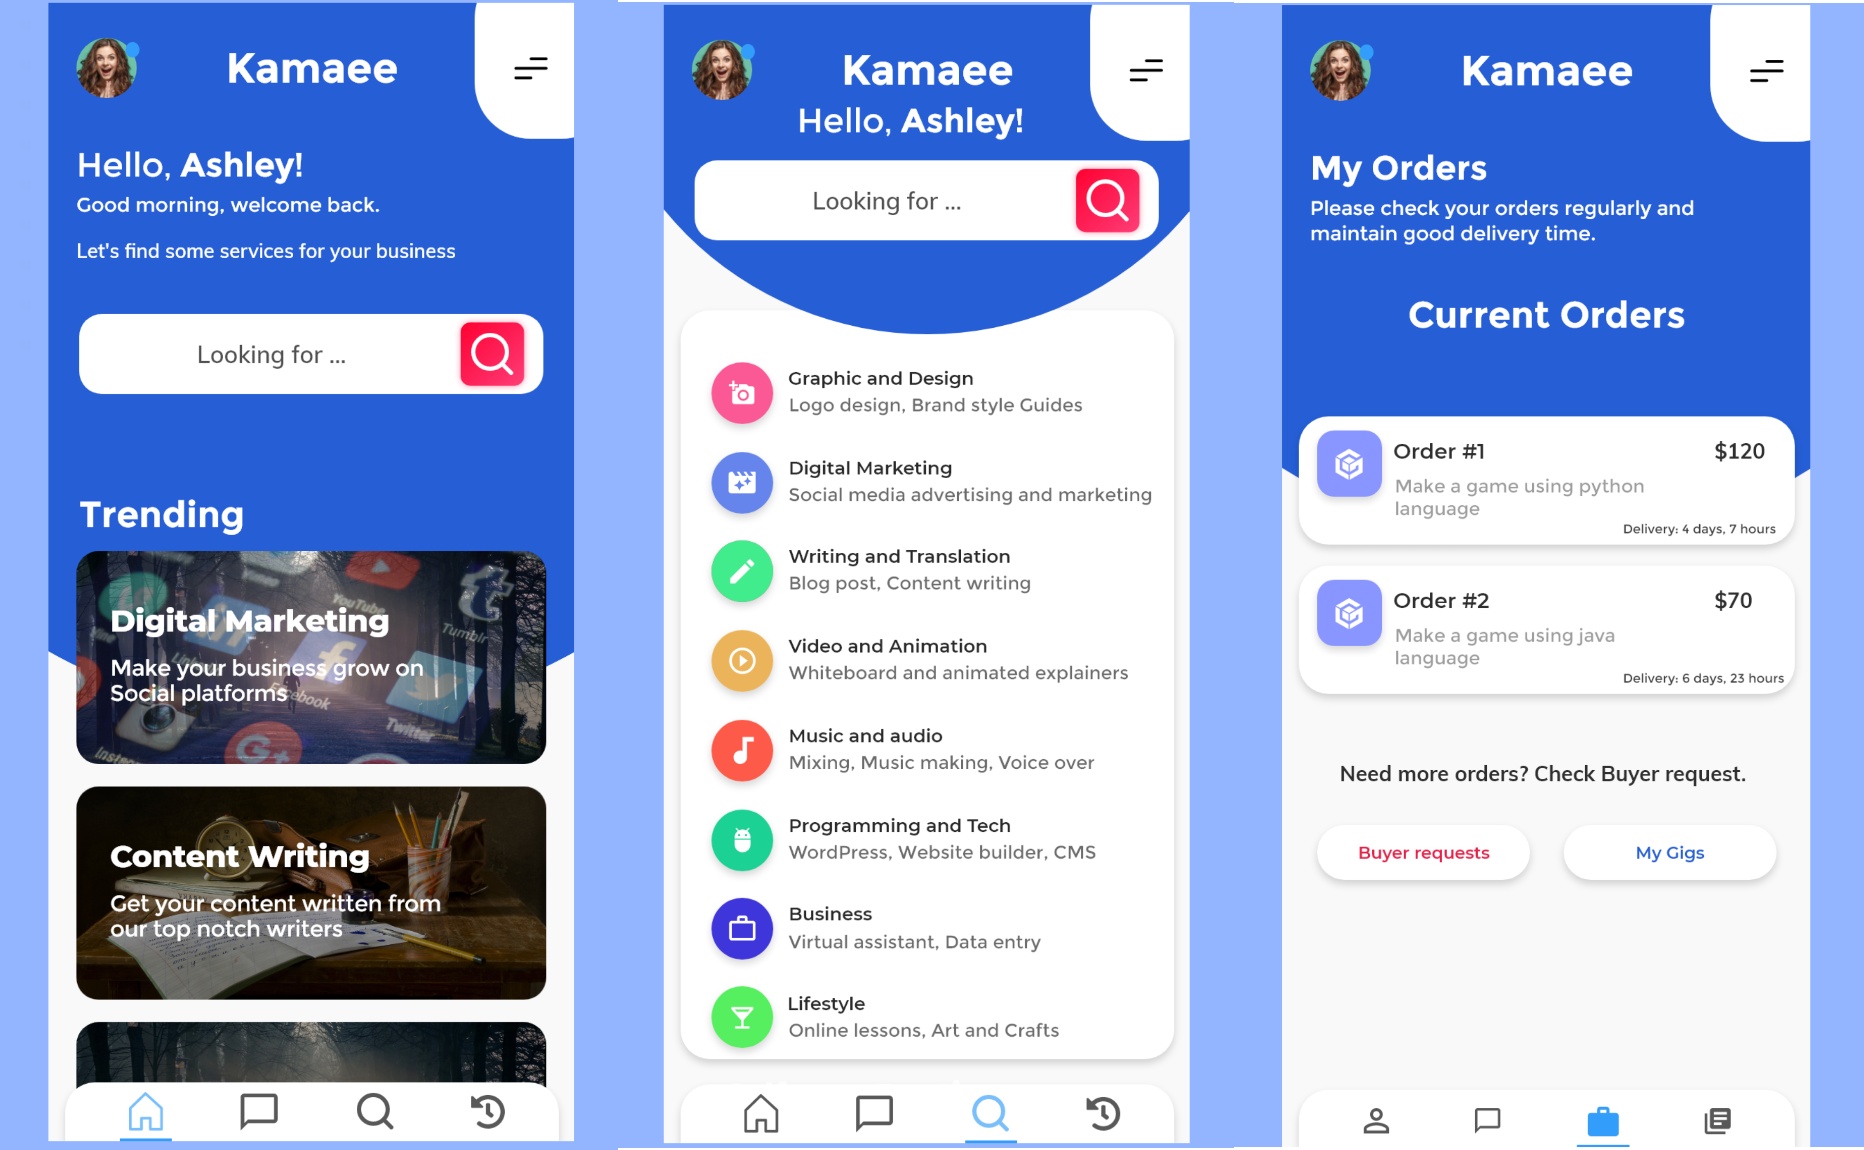 Kamaee
Hello, Ashley!
Good morning, welcome back.
Let's find some services for your business
Looking for ...
Trending
YouTube
Tumblr
Digital Marketing
Make your business grow on
Social platforms
Facebook
Twitter
Content Writing
Get your content written from
our top notch writers
Kamaee
Hello, Ashley!
Looking for ...
Graphic and Design
Logo design, Brand style Guides
Digital Marketing
Social media advertising and marketing
Writing and Translation
Blog post, Content writing
Video and Animation
Whiteboard and animated explainers
Music and audio
Mixing, Music making, Voice over
Programming and Tech
WordPress, Website builder, CMS
Business
Virtual assistant, Data entry
Lifestyle
Online lessons, Art and Crafts
Kamaee
My Orders
Please check your orders regularly and
maintain good delivery time.
Current Orders
Order #1 $120
Make a game using python
language
Delivery: 4 days, 7 hours
Order #2 $70
Make a game using java
language
Delivery: 6 days, 23 hours
Need more orders? Check Buyer request.
Buyer requests My Gigs